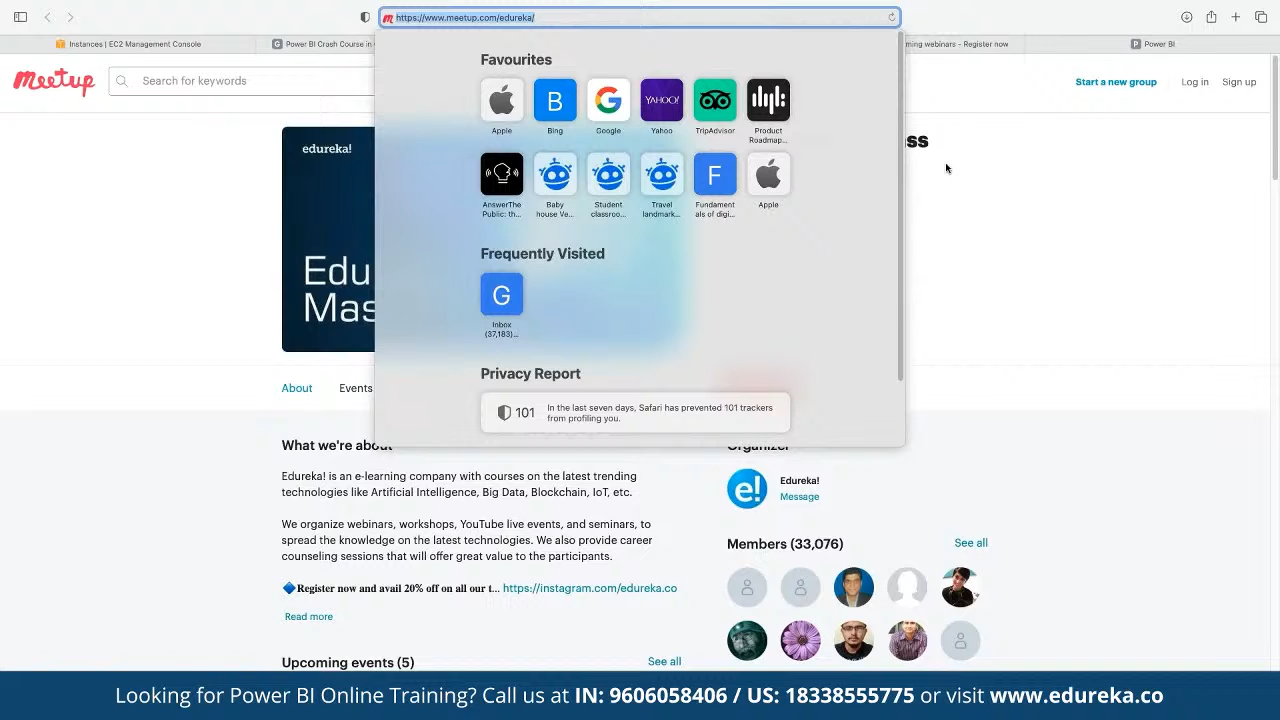 https://www.meetup.com/edureka/
Instances | EC2 Management Console
Power BI Crash Course in
ming webinars - Register now
Power BI
meetup
Search for keywords
Start a new group
Log in
Sign up
Favourites
Apple
Bing
Google
Yahoo
TripAdvisor
Product Roadmap...
AnswerThe Public: th...
Baby house Ve...
Student classroo...
Travel landmark...
Fundament als of digi...
Apple
edureka!
Edu
Mas
ss
Frequently Visited
Inbox (37,183)...
Privacy Report
101
In the last seven days, Safari has prevented 101 trackers
from profiling you.
About
Events
What we're about
Edureka! is an e-learning company with courses on the latest trending
technologies like Artificial Intelligence, Big Data, Blockchain, IoT, etc.
We organize webinars, workshops, YouTube live events, and seminars, to
spread the knowledge on the latest technologies. We also provide career
counseling sessions that will offer great value to the participants.
🔷Register now and avail 20% off on all our t... https://instagram.com/edureka.co
Read more
Upcoming events (5)
See all
Organizer
e!
Edureka!
Message
Members (33,076)
See all
Looking for Power BI Online Training? Call us at IN: 9606058406 / US: 18338555775 or visit www.edureka.co